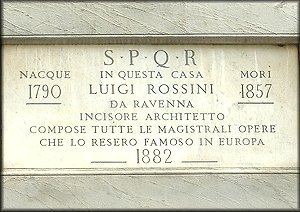 S·P·Q·R
NACQUE IN QUESTA CASA MORÌ
1790 LUIGI ROSSINI 1857
DA RAVENNA
INCISORE ARCHITETTO
COMPOSE TUTTE LE MAGISTRALI OPERE
CHE LO RESERO FAMOSO IN EUROPA
1882